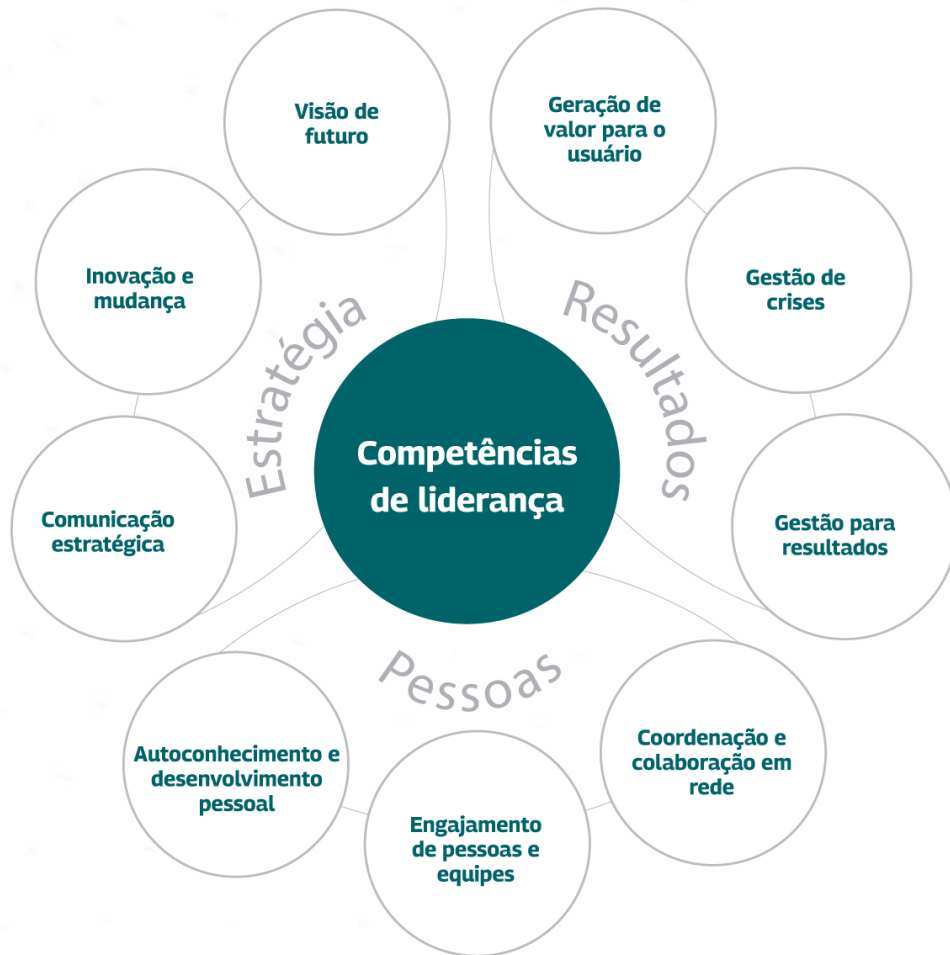 Visão de
futuro
Geração de
valor para o
usuário
Inovação e
mudança
Gestão de
crises
Estratégia
Resultados
Competências
de liderança
Comunicação
estratégica
Gestão para
resultados
Pessoas
Autoconhecimento e
desenvolvimento
pessoal
Coordenação e
colaboração em
rede
Engajamento
de pessoas e
equipes